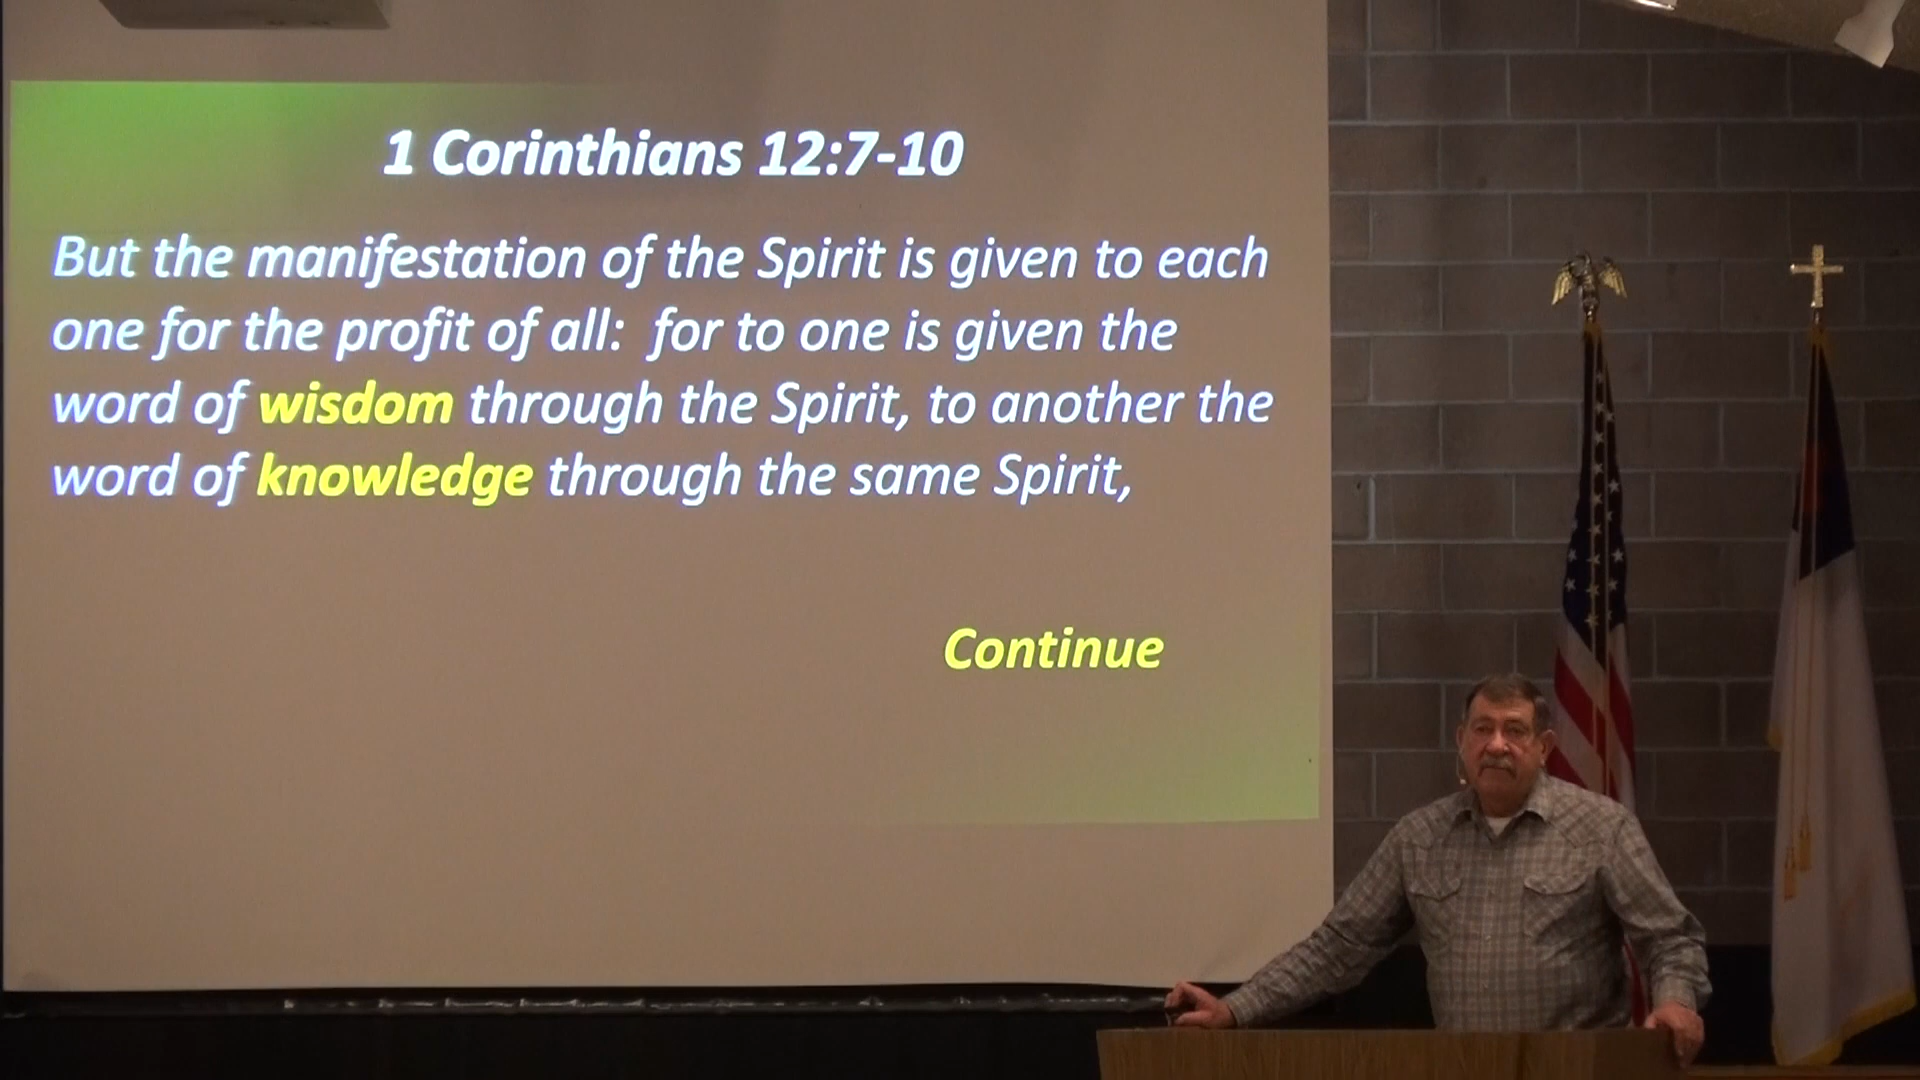 1 Corinthians 12:7-10
But the manifestation of the Spirit is given to each
one for the profit of all:  for to one is given the
word of wisdom through the Spirit, to another the
word of knowledge through the same Spirit,
Continue